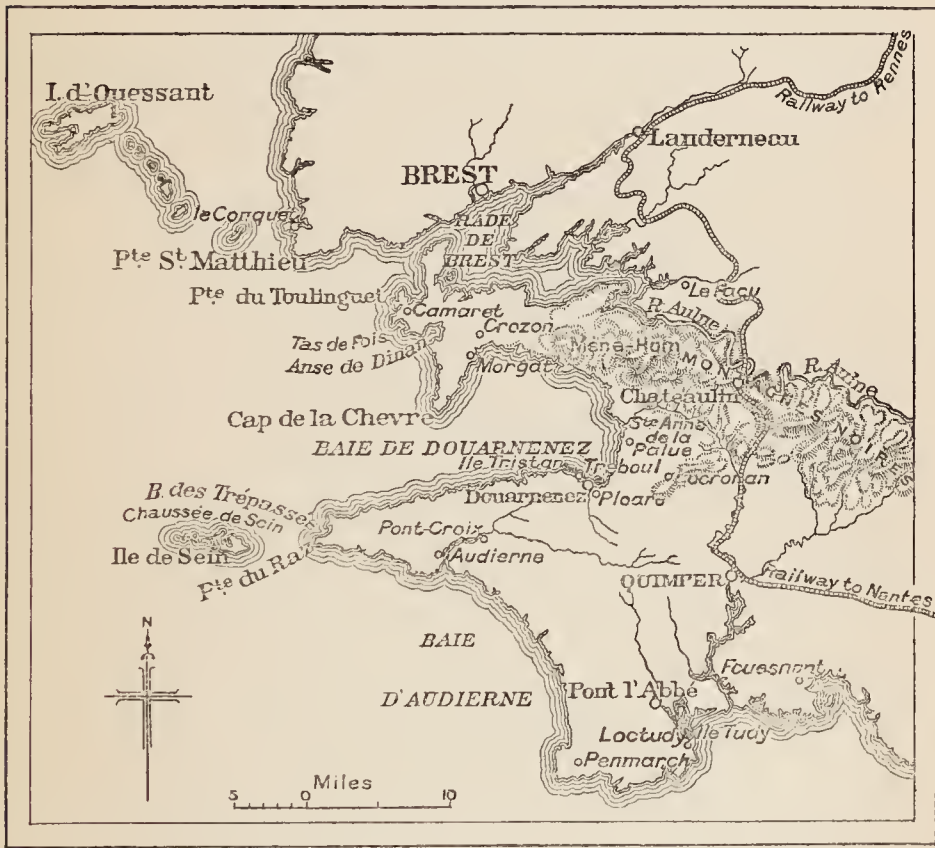 I. d'Ouessant
Railway to Rennes
Landerneau
BREST
le Conquet
RADE
DE
BREST
Pte St. Matthieu
Pte du Toulinguet
Le Faou
Camaret
R. Aulne
Crozon
Tas de Pois
Mené-Hom
Anse de Dinan
Morgat
MONTAGNES NOIRES
R. Aulne
Chateaulin
Cap de la Chevre
Ste Anne
de la
Palue
BAIE DE DOUARNENEZ
Ile Tristan
Treboul
Locronan
B. des Trépassés
Douarnenez
Ploaré
Chaussée de Sein
Pont-Croix
Ile de Sein
Audierne
Pte du Raz
QUIMPER
Railway to Nantes
N
BAIE
D'AUDIERNE
Fouesnant
Pont l'Abbé
Loctudy
Ile Tudy
Penmarch
Miles
5 0 10